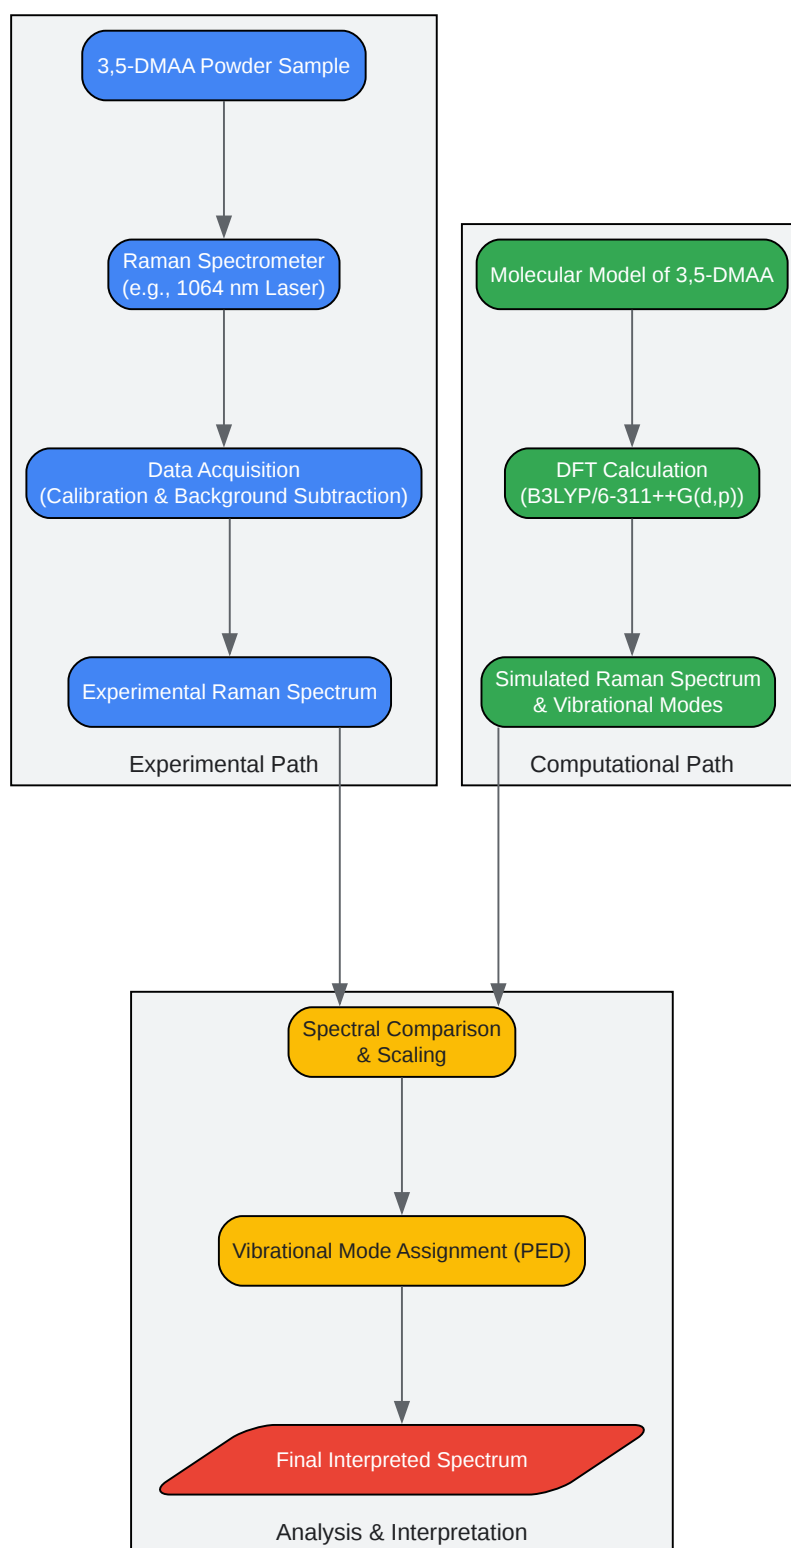 3,5-DMAA Powder Sample
Raman Spectrometer
(e.g., 1064 nm Laser)
Data Acquisition
(Calibration & Background Subtraction)
Experimental Raman Spectrum
Experimental Path
Molecular Model of 3,5-DMAA
DFT Calculation
(B3LYP/6-311++G(d,p))
Simulated Raman Spectrum
& Vibrational Modes
Computational Path
Spectral Comparison
& Scaling
Vibrational Mode Assignment (PED)
Final Interpreted Spectrum
Analysis & Interpretation